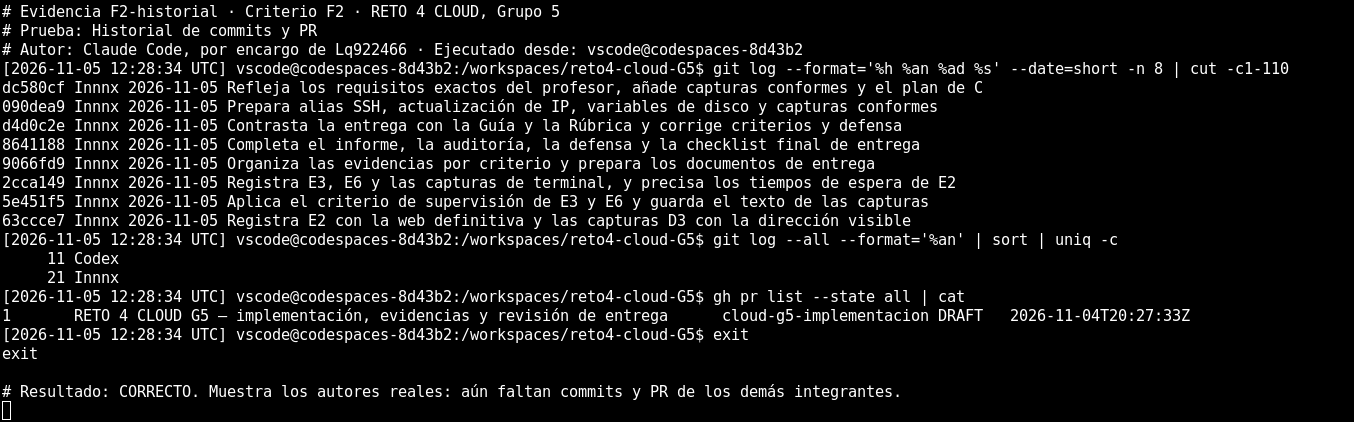 # Evidencia F2-historial · Criterio F2 · RETO 4 CLOUD, Grupo 5
# Prueba: Historial de commits y PR
# Autor: Claude Code, por encargo de Lq922466 · Ejecutado desde: vscode@codespaces-8d43b2
[2026-11-05 12:28:34 UTC] vscode@codespaces-8d43b2:/workspaces/reto4-cloud-G5$ git log --format='%h %an %ad %s' --date=short -n 8 | cut -c1-110
dc580cf Innnx 2026-11-05 Refleja los requisitos exactos del profesor, añade capturas conformes y el plan de C
090dea9 Innnx 2026-11-05 Prepara alias SSH, actualización de IP, variables de disco y capturas conformes
d4d0c2e Innnx 2026-11-05 Contrasta la entrega con la Guía y la Rúbrica y corrige criterios y defensa
8641188 Innnx 2026-11-05 Completa el informe, la auditoría, la defensa y la checklist final de entrega
9066fd9 Innnx 2026-11-05 Organiza las evidencias por criterio y prepara los documentos de entrega
2cca149 Innnx 2026-11-05 Registra E3, E6 y las capturas de terminal, y precisa los tiempos de espera de E2
5e451f5 Innnx 2026-11-05 Aplica el criterio de supervisión de E3 y E6 y guarda el texto de las capturas
63ccce7 Innnx 2026-11-05 Registra E2 con la web definitiva y las capturas D3 con la dirección visible
[2026-11-05 12:28:34 UTC] vscode@codespaces-8d43b2:/workspaces/reto4-cloud-G5$ git log --all --format='%an' | sort | uniq -c
     11 Codex
     21 Innnx
[2026-11-05 12:28:34 UTC] vscode@codespaces-8d43b2:/workspaces/reto4-cloud-G5$ gh pr list --state all | cat
1       RETO 4 CLOUD G5 — implementación, evidencias y revisión de entrega      cloud-g5-implementacion DRAFT   2026-11-04T20:27:33Z
[2026-11-05 12:28:34 UTC] vscode@codespaces-8d43b2:/workspaces/reto4-cloud-G5$ exit
exit
# Resultado: CORRECTO. Muestra los autores reales: aún faltan commits y PR de los demás integrantes.